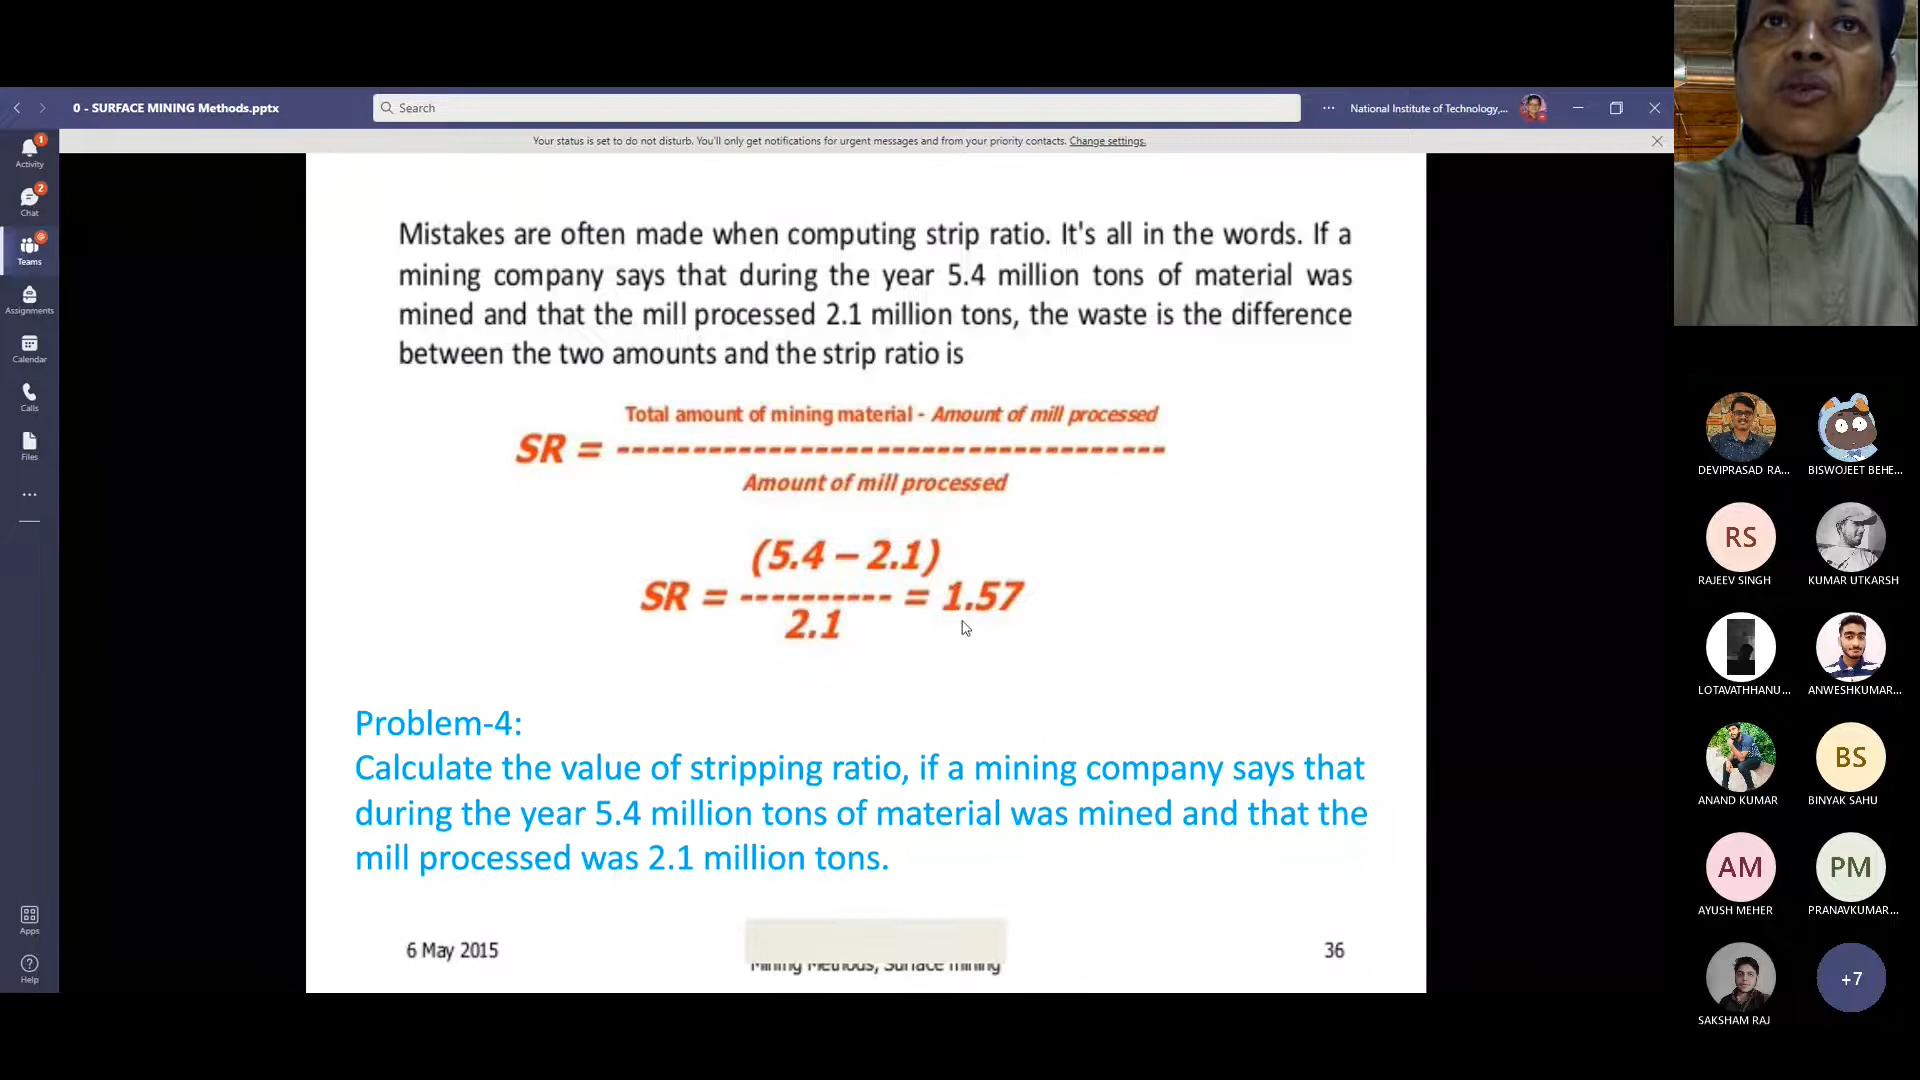 0 - SURFACE MINING Methods.pptx
Search
National Institute of Technology,...
Your status is set to do not disturb. You'll only get notifications for urgent messages and from your priority contacts. Change settings.
1
Activity
2
Chat
@
Teams
Assignments
Calendar
Calls
Files
Apps
Help
Mistakes are often made when computing strip ratio. It's all in the words. If a
mining company says that during the year 5.4 million tons of material was
mined and that the mill processed 2.1 million tons, the waste is the difference
between the two amounts and the strip ratio is
Total amount of mining material - Amount of mill processed
SR = ------------------------------------
Amount of mill processed
(5.4 – 2.1)
SR = ---------- = 1.57
2.1
Problem-4:
Calculate the value of stripping ratio, if a mining company says that
during the year 5.4 million tons of material was mined and that the
mill processed was 2.1 million tons.
6 May 2015
Mining Methods, Surface mining
36
DEVIPRASAD RA...
BISWOJEET BEHE...
RS
RAJEEV SINGH
KUMAR UTKARSH
LOTAVATHHANU...
ANWESHKUMAR...
ANAND KUMAR
BS
BINYAK SAHU
AM
AYUSH MEHER
PM
PRANAVKUMAR...
SAKSHAM RAJ
+7